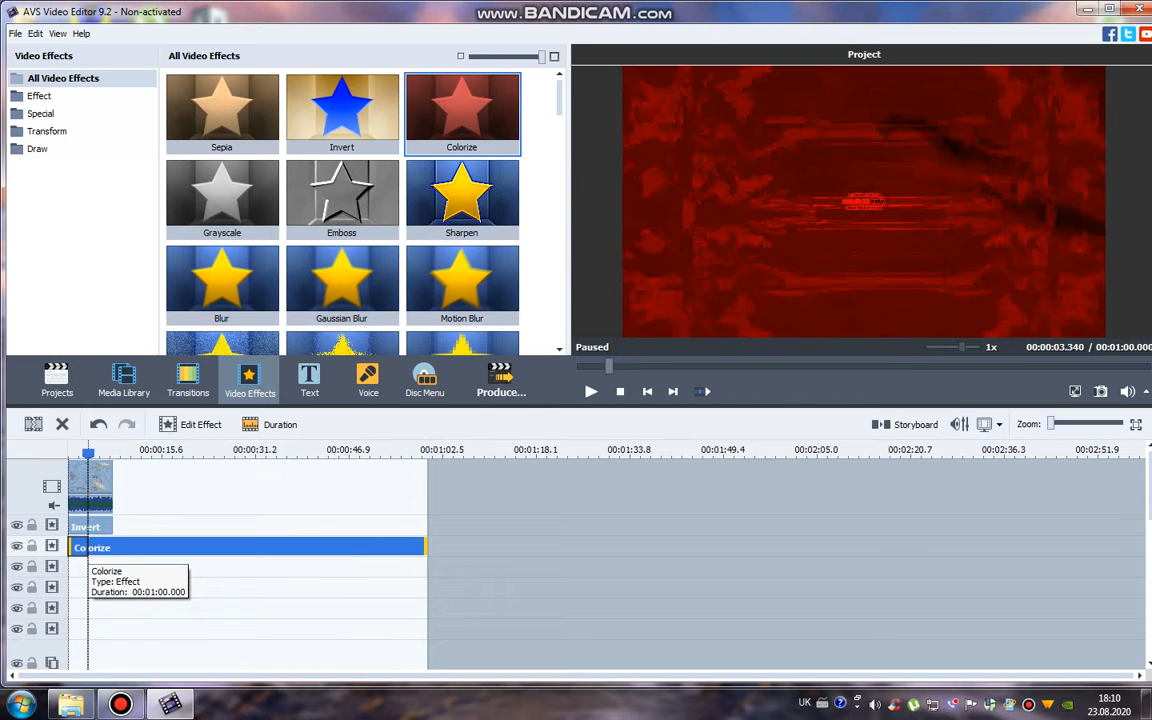 AVS Video Editor 9.2 - Non-activated
www.BANDICAM.com
File Edit View Help
Video Effects
All Video Effects
Project
All Video Effects
Effect
Special
Transform
Draw
Sepia
Invert
Colorize
Grayscale
Emboss
Sharpen
Blur
Gaussian Blur
Motion Blur
Paused
1x
00:00:03.340 / 00:01:00.000
Projects
Media Library
Transitions
Video Effects
Text
Voice
Disc Menu
Produce...
Edit Effect
Duration
Storyboard
Zoom:
00:00:15.6
00:00:31.2
00:00:46.9
00:01:02.5
00:01:18.1
00:01:33.8
00:01:49.4
00:02:05.0
00:02:20.7
00:02:36.3
00:02:51.9
Invert
Colorize
Colorize
Type: Effect
Duration: 00:01:00.000
UK
18:10
23.08.2020